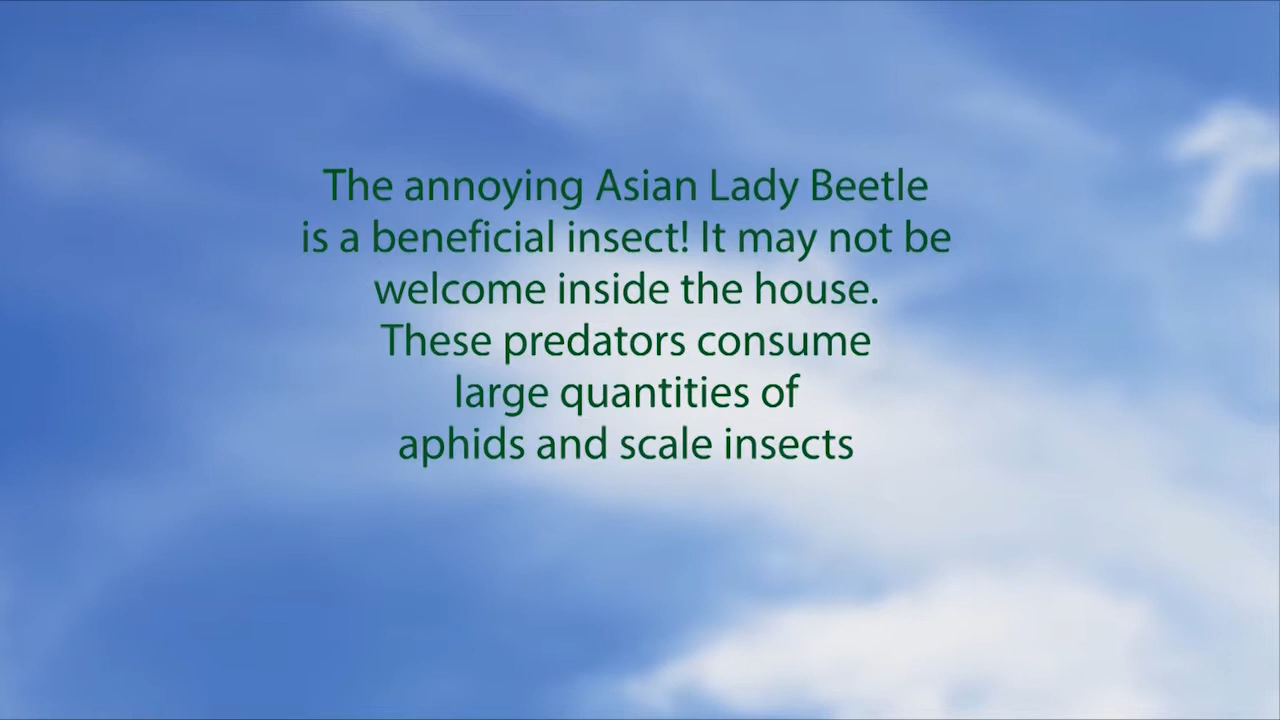 The annoying Asian Lady Beetle
is a beneficial insect! It may not be
welcome inside the house.
These predators consume
large quantities of
aphids and scale insects